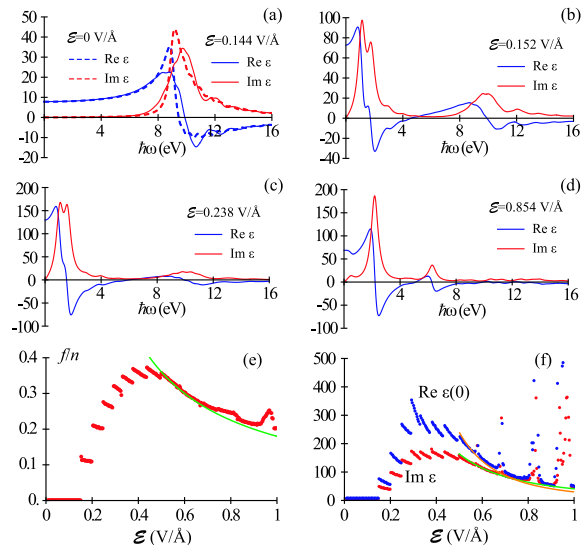 (a)
ℰ=0 V/Å
Re ε
Im ε
ℰ=0.144 V/Å
Re ε
Im ε
50
40
30
20
10
0
-10
-20
4 8 12 16
ħω(eV)
(b)
ℰ=0.152 V/Å
Re ε
Im ε
100
80
60
40
20
0
-20
-40
4 8 12 16
ħω(eV)
(c)
ℰ=0.238 V/Å
Re ε
Im ε
200
150
100
50
0
-50
-100
4 8 12 16
ħω(eV)
(d)
ℰ=0.854 V/Å
Re ε
Im ε
200
150
100
50
0
-50
-100
4 8 12 16
ħω(eV)
f/n
(e)
0.4
0.3
0.2
0.1
0.
0 0.2 0.4 0.6 0.8 1
ℰ (V/Å)
(f)
Re ε(0)
Im ε
500
400
300
200
100
0.
0 0.2 0.4 0.6 0.8 1
ℰ (V/Å)